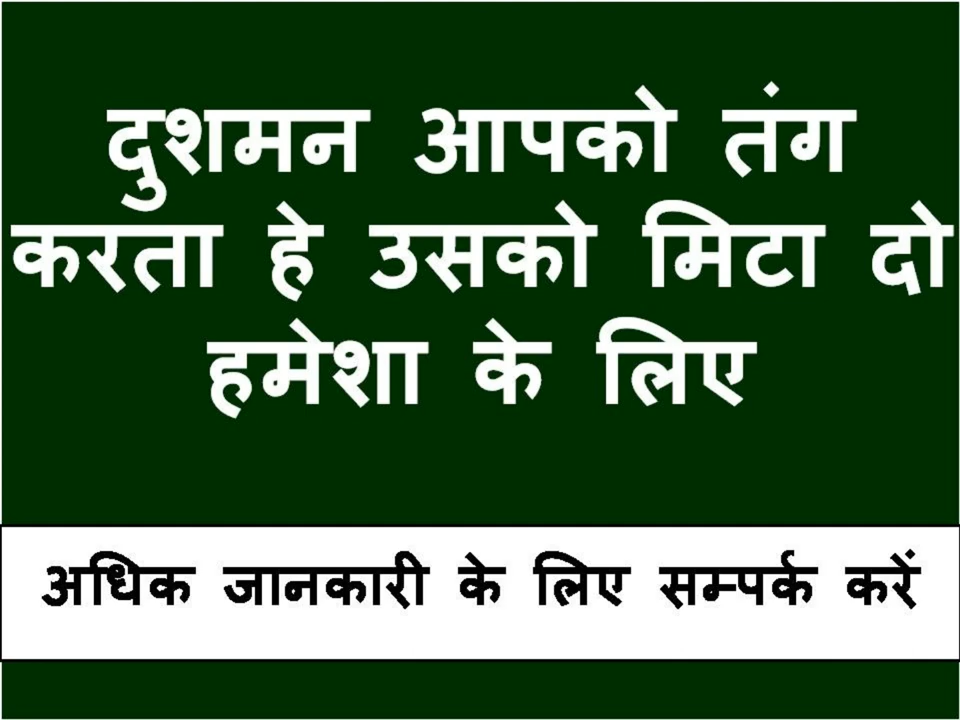 दुशमन आपको तंग
करता हे उसको मिटा दो
हमेशा के लिए
अधिक जानकारी के लिए सम्पर्क करें